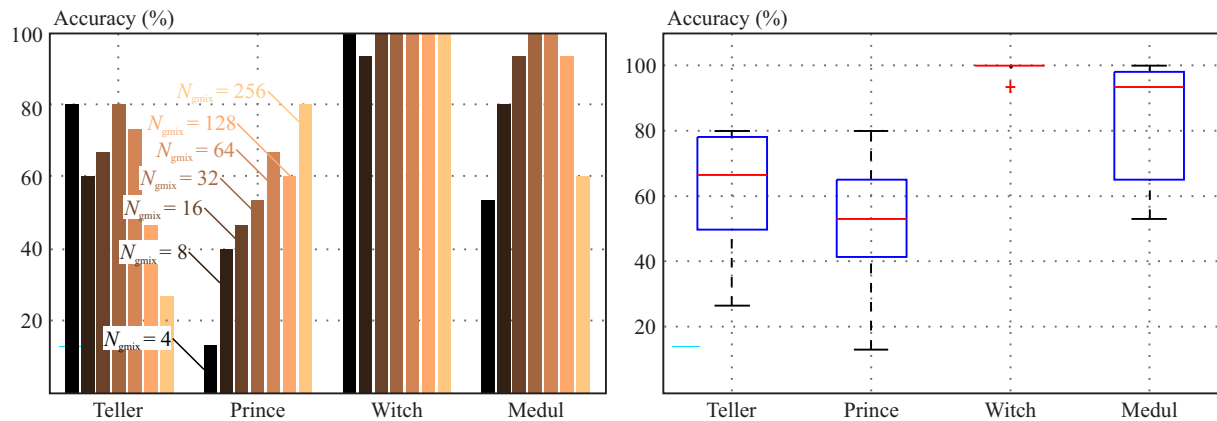 Accuracy (%)
100
80
60
40
20
N_gmix = 256
N_gmix = 128
N_gmix = 64
N_gmix = 32
N_gmix = 16
N_gmix = 8
N_gmix = 4
Teller Prince Witch Medul
Accuracy (%)
100
80
60
40
20
Teller Prince Witch Medul